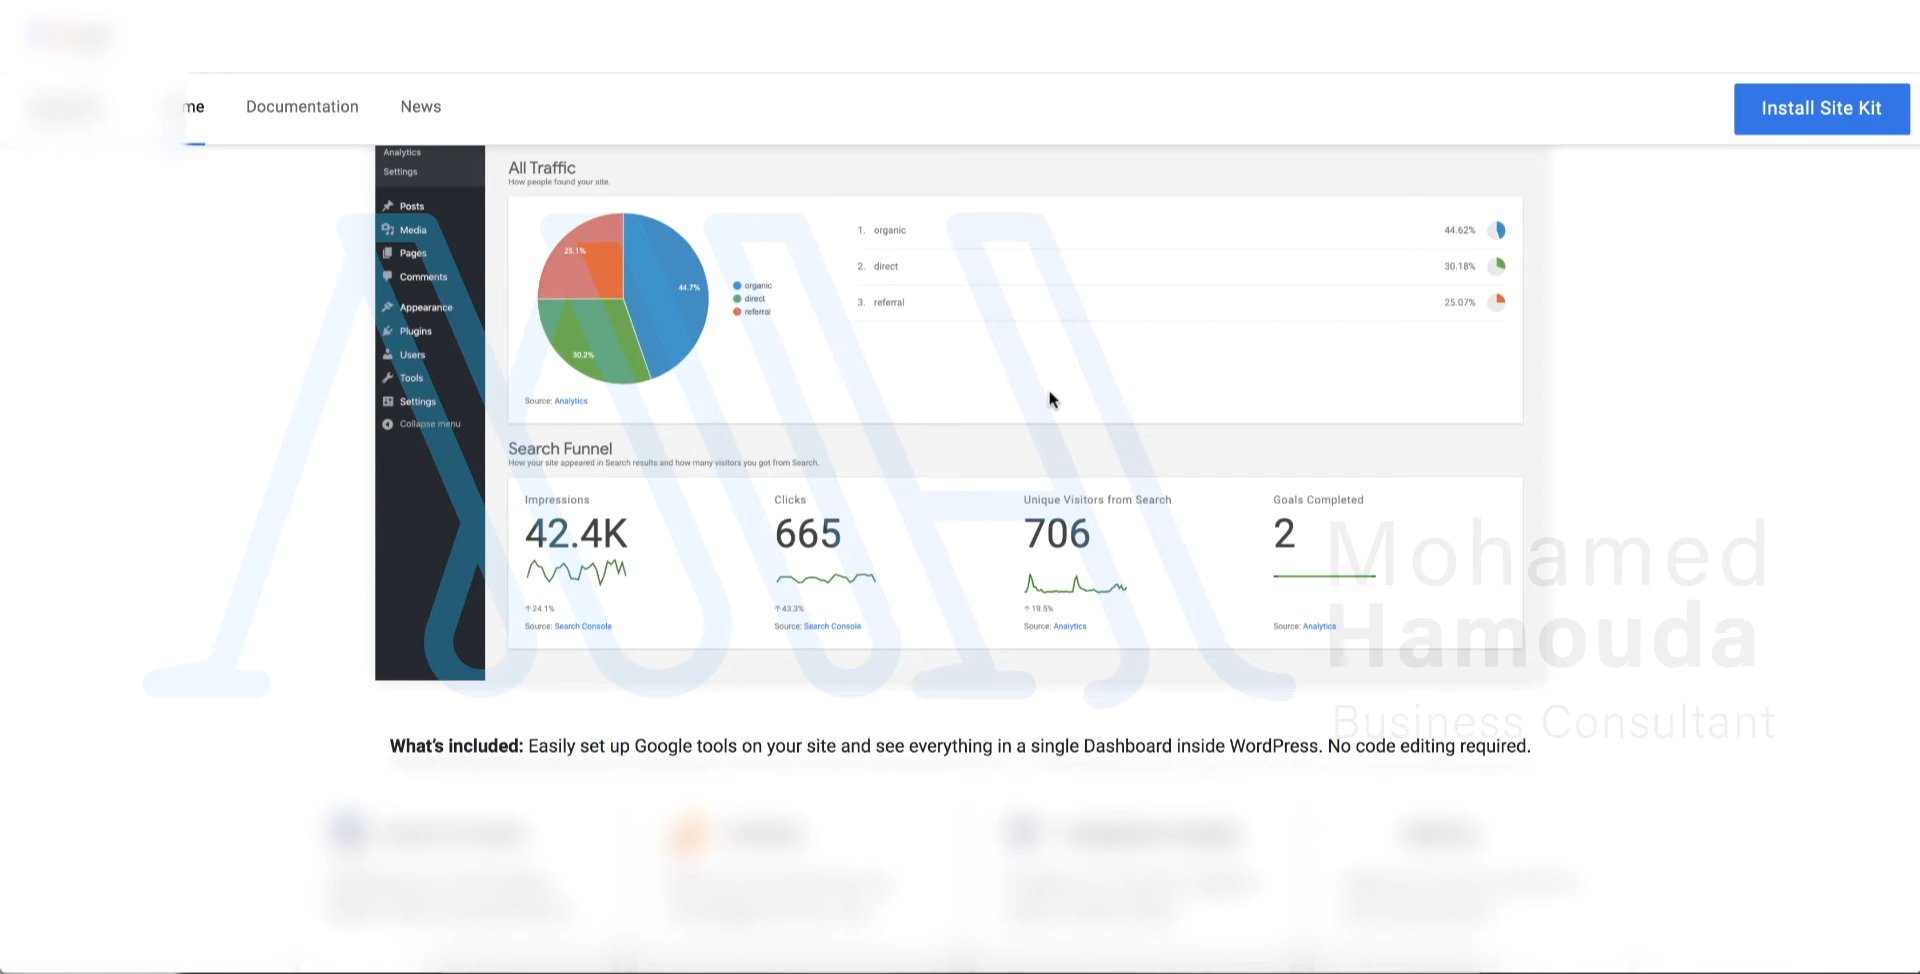 me Documentation News
Install Site Kit
Analytics
Settings
Posts
Media
Pages
Comments
Appearance
Plugins
Users
Tools
Settings
Collapse menu
All Traffic
How people found your site.
25.1%
44.7%
30.2%
organic
direct
referral
1. organic 44.62%
2. direct 30.18%
3. referral 25.07%
Source: Analytics
Search Funnel
How your site appeared in Search results and how many visitors you got from Search.
Impressions Clicks Unique Visitors from Search Goals Completed
42.4K 665 706 2
↑24.1% ↑43.3% ↑19.5%
Source: Search Console Source: Search Console Source: Analytics Source: Analytics
Mohamed
Hamouda
Business Consultant
What's included: Easily set up Google tools on your site and see everything in a single Dashboard inside WordPress. No code editing required.